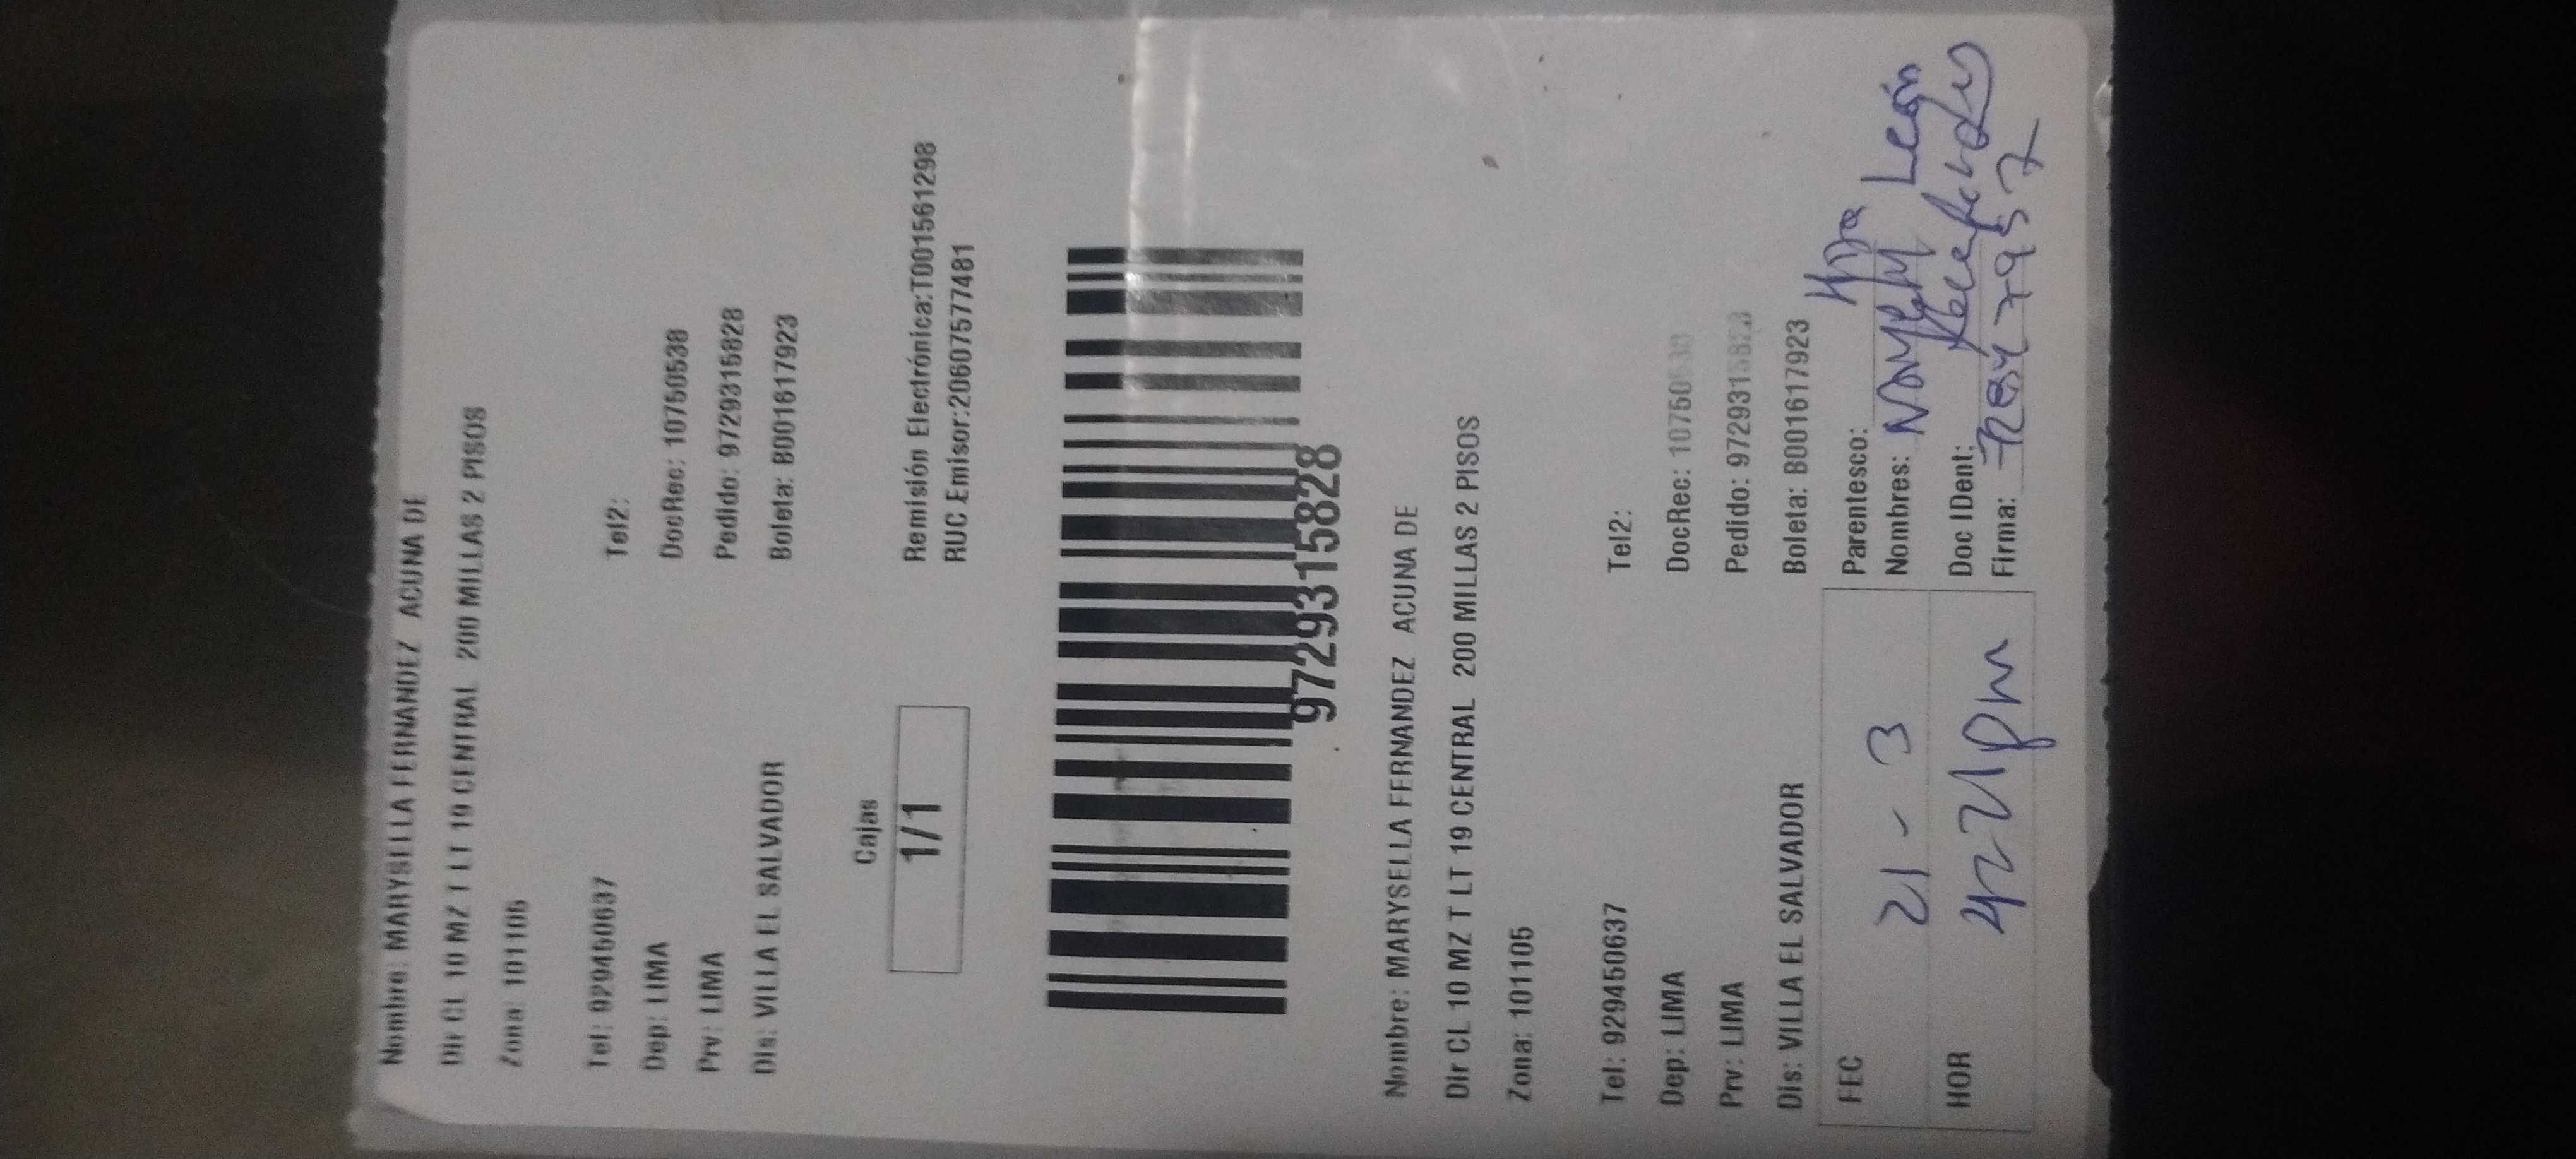 Nombre: MARYSELLA FERNANDEZ ACUNA DE
Dir CL 10 MZ T LT 19 CENTRAL 200 MILLAS 2 PISOS
Zona: 101105
Tel: 929450637 Tel2:
Dep: LIMA DocRec: 10750538
Prv: LIMA Pedido: 9729315828
Dis: VILLA EL SALVADOR Boleta: B001617923
Cajas
1/1
Remisión Electrónica:T001561298
RUC.Emisor:20607577481
9729315828
Nombre: MARYSELLA FERNANDEZ ACUNA DE
Dir CL 10 MZ T LT 19 CENTRAL 200 MILLAS 2 PISOS
Zona: 101105
Tel: 929450637 Tel2:
Dep: LIMA DocRec: 10750538
Prv: LIMA Pedido: 9729315828
Dis: VILLA EL SALVADOR Boleta: B001617923
FEC 21 - 3
HOR 4:21pm
Parentesco:
Nombres: León
Doc IDent:
Firma: